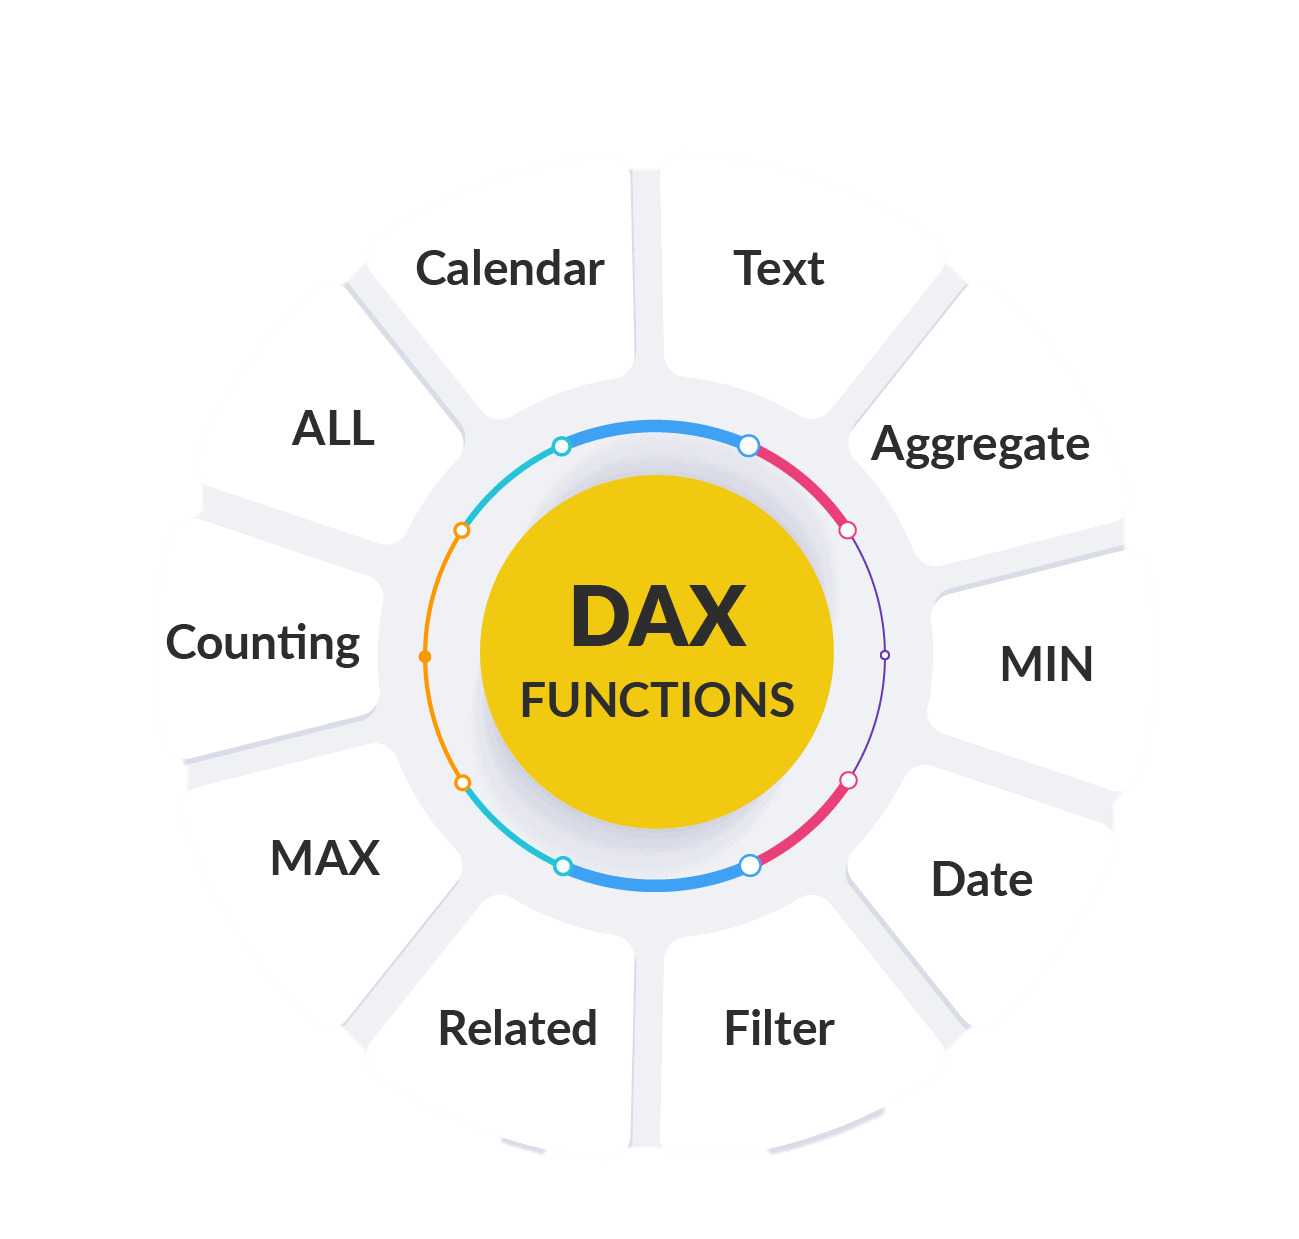 Calendar
Text
ALL
Aggregate
Counting
DAX
FUNCTIONS
MIN
MAX
Date
Related
Filter